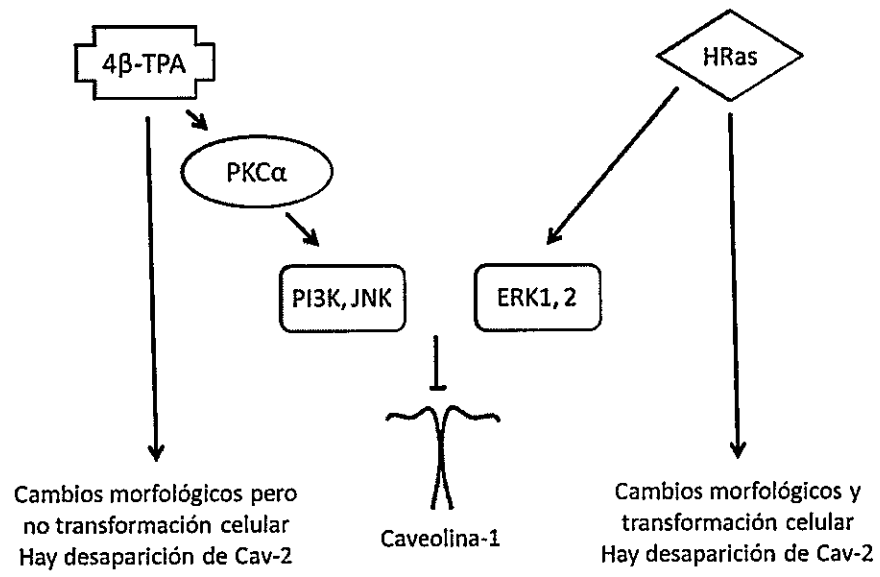 4β-TPA
HRas
PKCα
PI3K, JNK
ERK1, 2
Cambios morfológicos pero
no transformación celular
Hay desaparición de Cav-2
Caveolina-1
Cambios morfológicos y
transformación celular
Hay desaparición de Cav-2